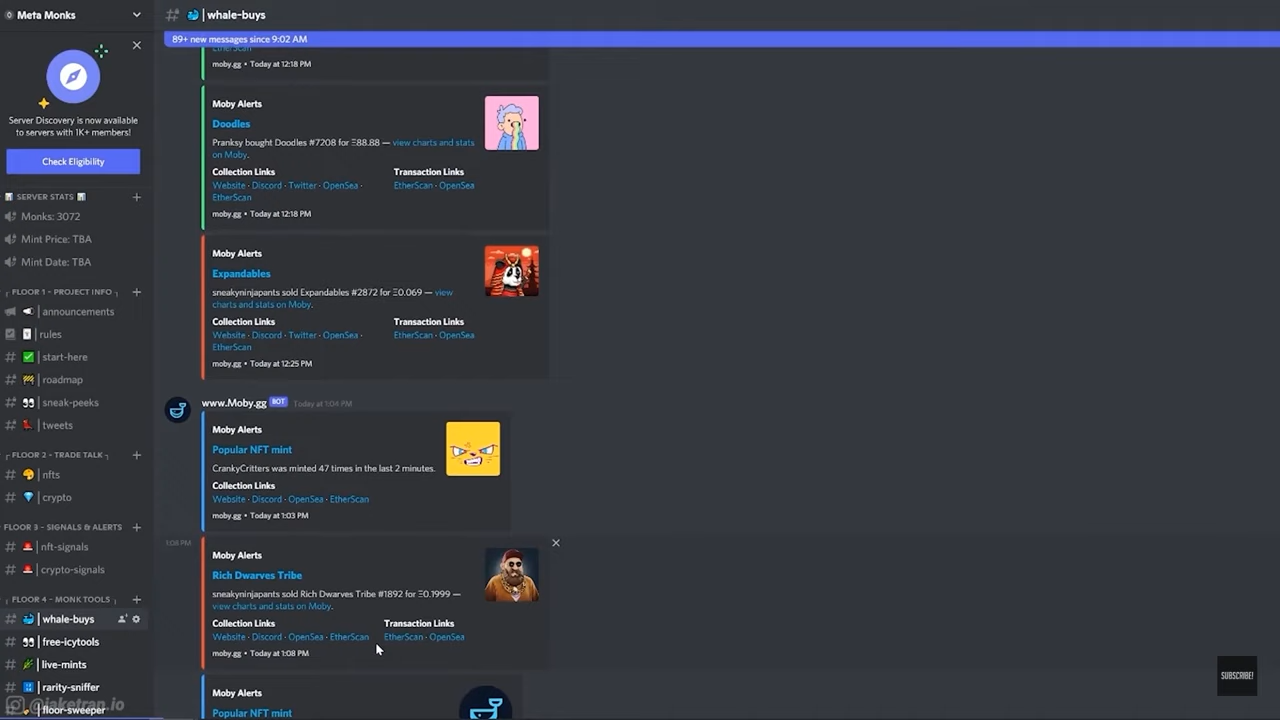 Meta Monks
Server Discovery is now available
to servers with 1K+ members!
Check Eligibility
SERVER STATS
Monks: 3072
Mint Price: TBA
Mint Date: TBA
FLOOR 1 - PROJECT INFO
announcements
rules
start-here
roadmap
sneak-peeks
tweets
FLOOR 2 - TRADE TALK
nfts
crypto
FLOOR 3 - SIGNALS & ALERTS
nft-signals
crypto-signals
FLOOR 4 - MONK TOOLS
whale-buys
free-icytools
live-mints
rarity-sniffer
floor-sweeper
@jaketran.io
whale-buys
89+ new messages since 9:02 AM
EtherScan
moby.gg • Today at 12:18 PM
Moby Alerts
Doodles
Pranksy bought Doodles #7208 for Ξ88.88 — view charts and stats
on Moby.
Collection Links Transaction Links
Website · Discord · Twitter · OpenSea · EtherScan · OpenSea
EtherScan
moby.gg • Today at 12:18 PM
Moby Alerts
Expandables
sneakyninjapants sold Expandables #2872 for Ξ0.069 — view
charts and stats on Moby.
Collection Links Transaction Links
Website · Discord · Twitter · OpenSea · EtherScan · OpenSea
EtherScan
moby.gg • Today at 12:25 PM
www.Moby.gg BOT Today at 1:04 PM
Moby Alerts
Popular NFT mint
CrankyCritters was minted 47 times in the last 2 minutes.
Collection Links
Website · Discord · OpenSea · EtherScan
moby.gg • Today at 1:03 PM
1:08 PM
Moby Alerts
Rich Dwarves Tribe
sneakyninjapants sold Rich Dwarves Tribe #1892 for Ξ0.1999 —
view charts and stats on Moby.
Collection Links Transaction Links
Website · Discord · OpenSea · EtherScan EtherScan · OpenSea
moby.gg • Today at 1:08 PM
Moby Alerts
Popular NFT mint
SUBSCRIBE!